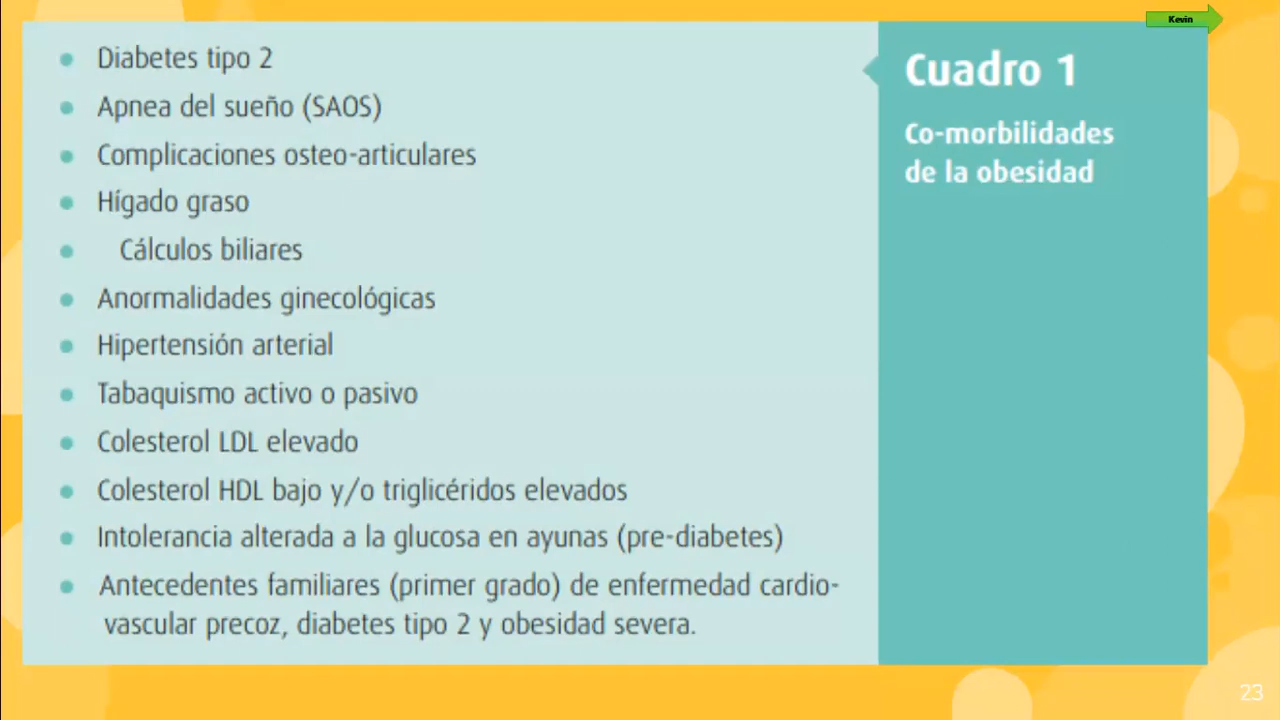 Kevin
Diabetes tipo 2
Apnea del sueño (SAOS)
Complicaciones osteo-articulares
Hígado graso
Cálculos biliares
Anormalidades ginecológicas
Hipertensión arterial
Tabaquismo activo o pasivo
Colesterol LDL elevado
Colesterol HDL bajo y/o triglicéridos elevados
Intolerancia alterada a la glucosa en ayunas (pre-diabetes)
Antecedentes familiares (primer grado) de enfermedad cardio-
vascular precoz, diabetes tipo 2 y obesidad severa.
Cuadro 1
Co-morbilidades
de la obesidad
23